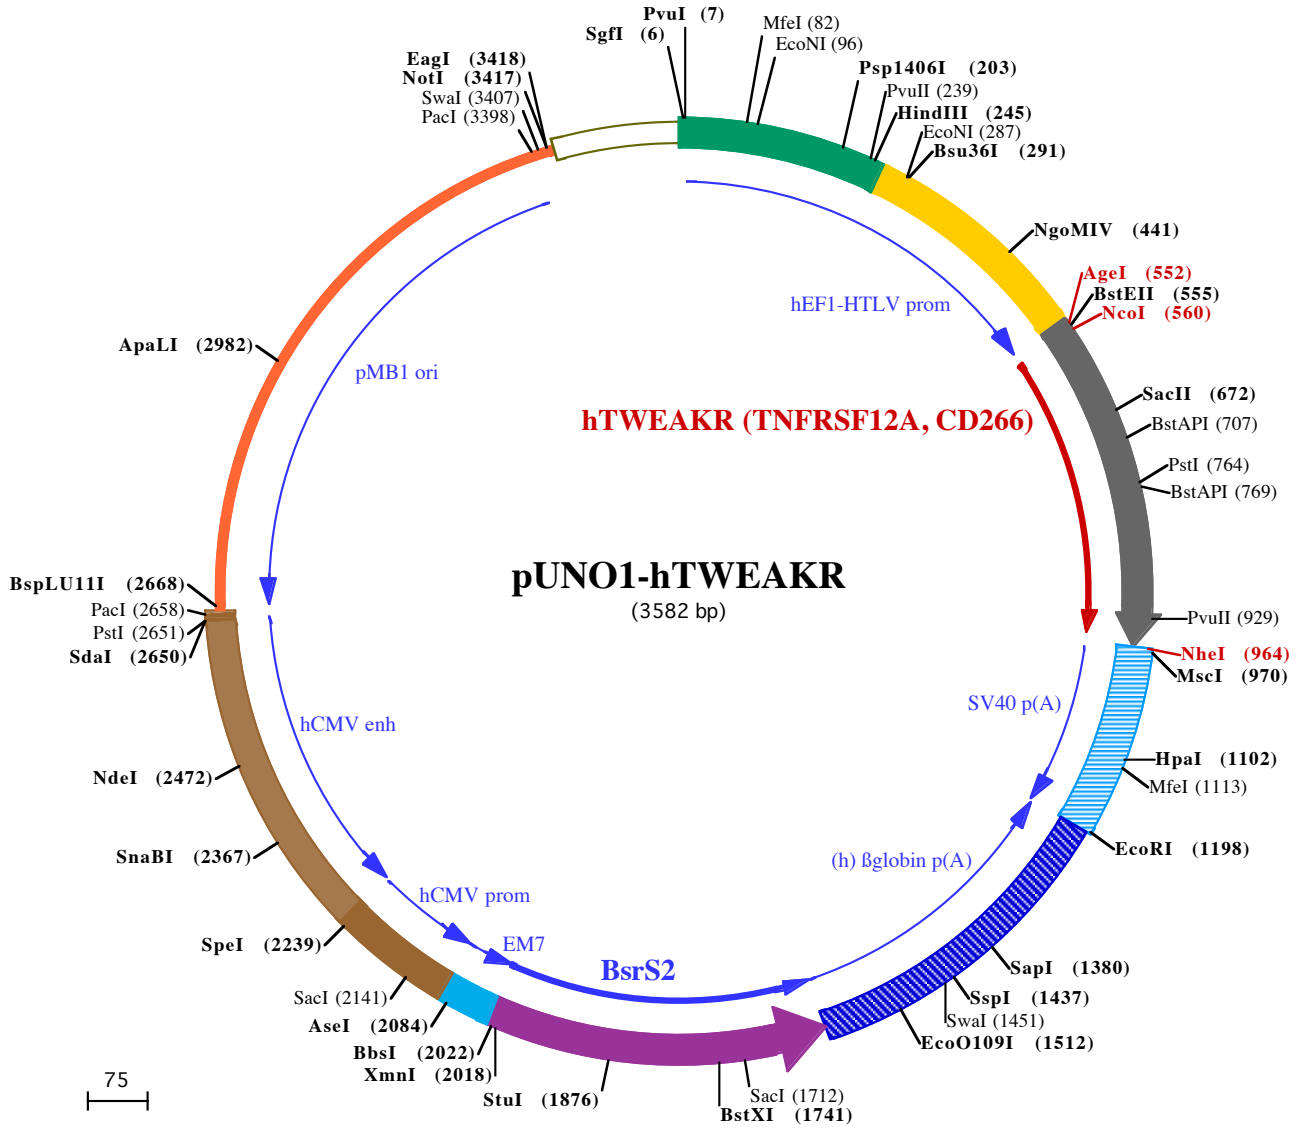 PvuI (7)
SgfI (6)
MfeI (82)
EcoNI (96)
Psp1406I (203)
PvuII (239)
HindIII (245)
EcoNI (287)
Bsu36I (291)
NgoMIV (441)
AgeI (552)
BstEII (555)
NcoI (560)
SacII (672)
BstAPI (707)
PstI (764)
BstAPI (769)
PvuII (929)
NheI (964)
MscI (970)
HpaI (1102)
MfeI (1113)
EcoRI (1198)
SapI (1380)
SspI (1437)
SwaI (1451)
EcoO109I (1512)
SacI (1712)
BstXI (1741)
StuI (1876)
XmnI (2018)
BbsI (2022)
AseI (2084)
SacI (2141)
SpeI (2239)
SnaBI (2367)
NdeI (2472)
SdaI (2650)
PstI (2651)
PacI (2658)
BspLU11I (2668)
ApaLI (2982)
PacI (3398)
SwaI (3407)
NotI (3417)
EagI (3418)
hEF1-HTLV prom
pMB1 ori
hTWEAKR (TNFRSF12A, CD266)
pUNO1-hTWEAKR
(3582 bp)
SV40 p(A)
hCMV enh
(h) ßglobin p(A)
hCMV prom
EM7
BsrS2
75